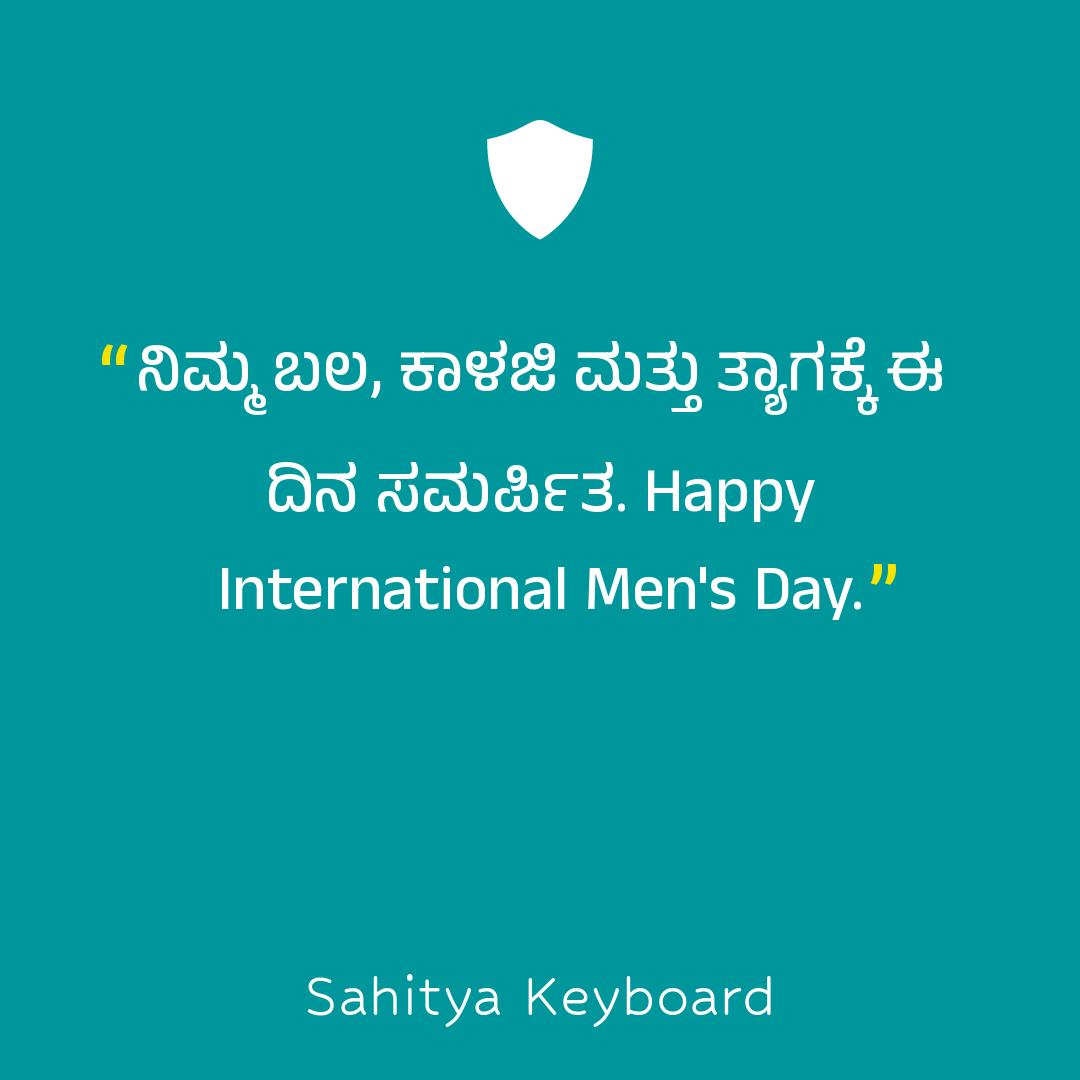 “ನಿಮ್ಮ ಬಲ, ಕಾಳಜಿ ಮತ್ತು ತ್ಯಾಗಕ್ಕೆ ಈ
ದಿನ ಸಮರ್ಪಿತ. Happy
International Men's Day.”
Sahitya Keyboard